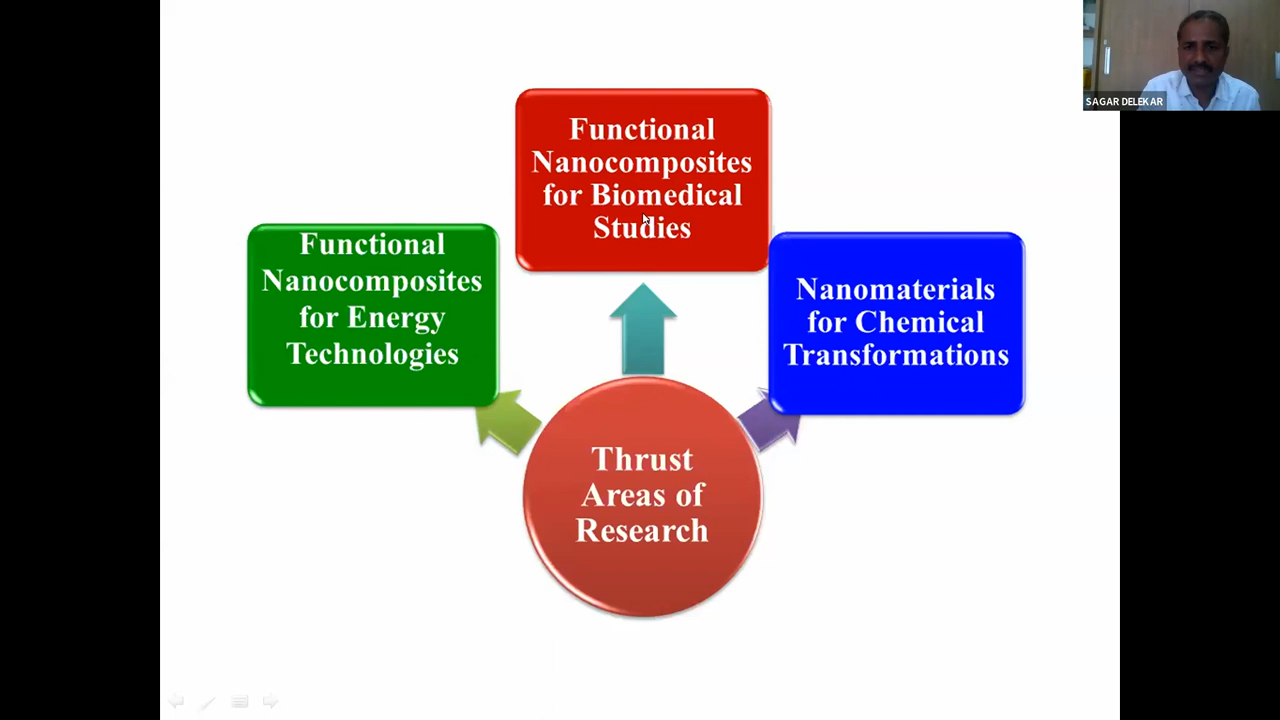 Functional
Nanocomposites
for Biomedical
Studies
Functional
Nanocomposites
for Energy
Technologies
Nanomaterials
for Chemical
Transformations
Thrust
Areas of
Research
SAGAR DELEKAR